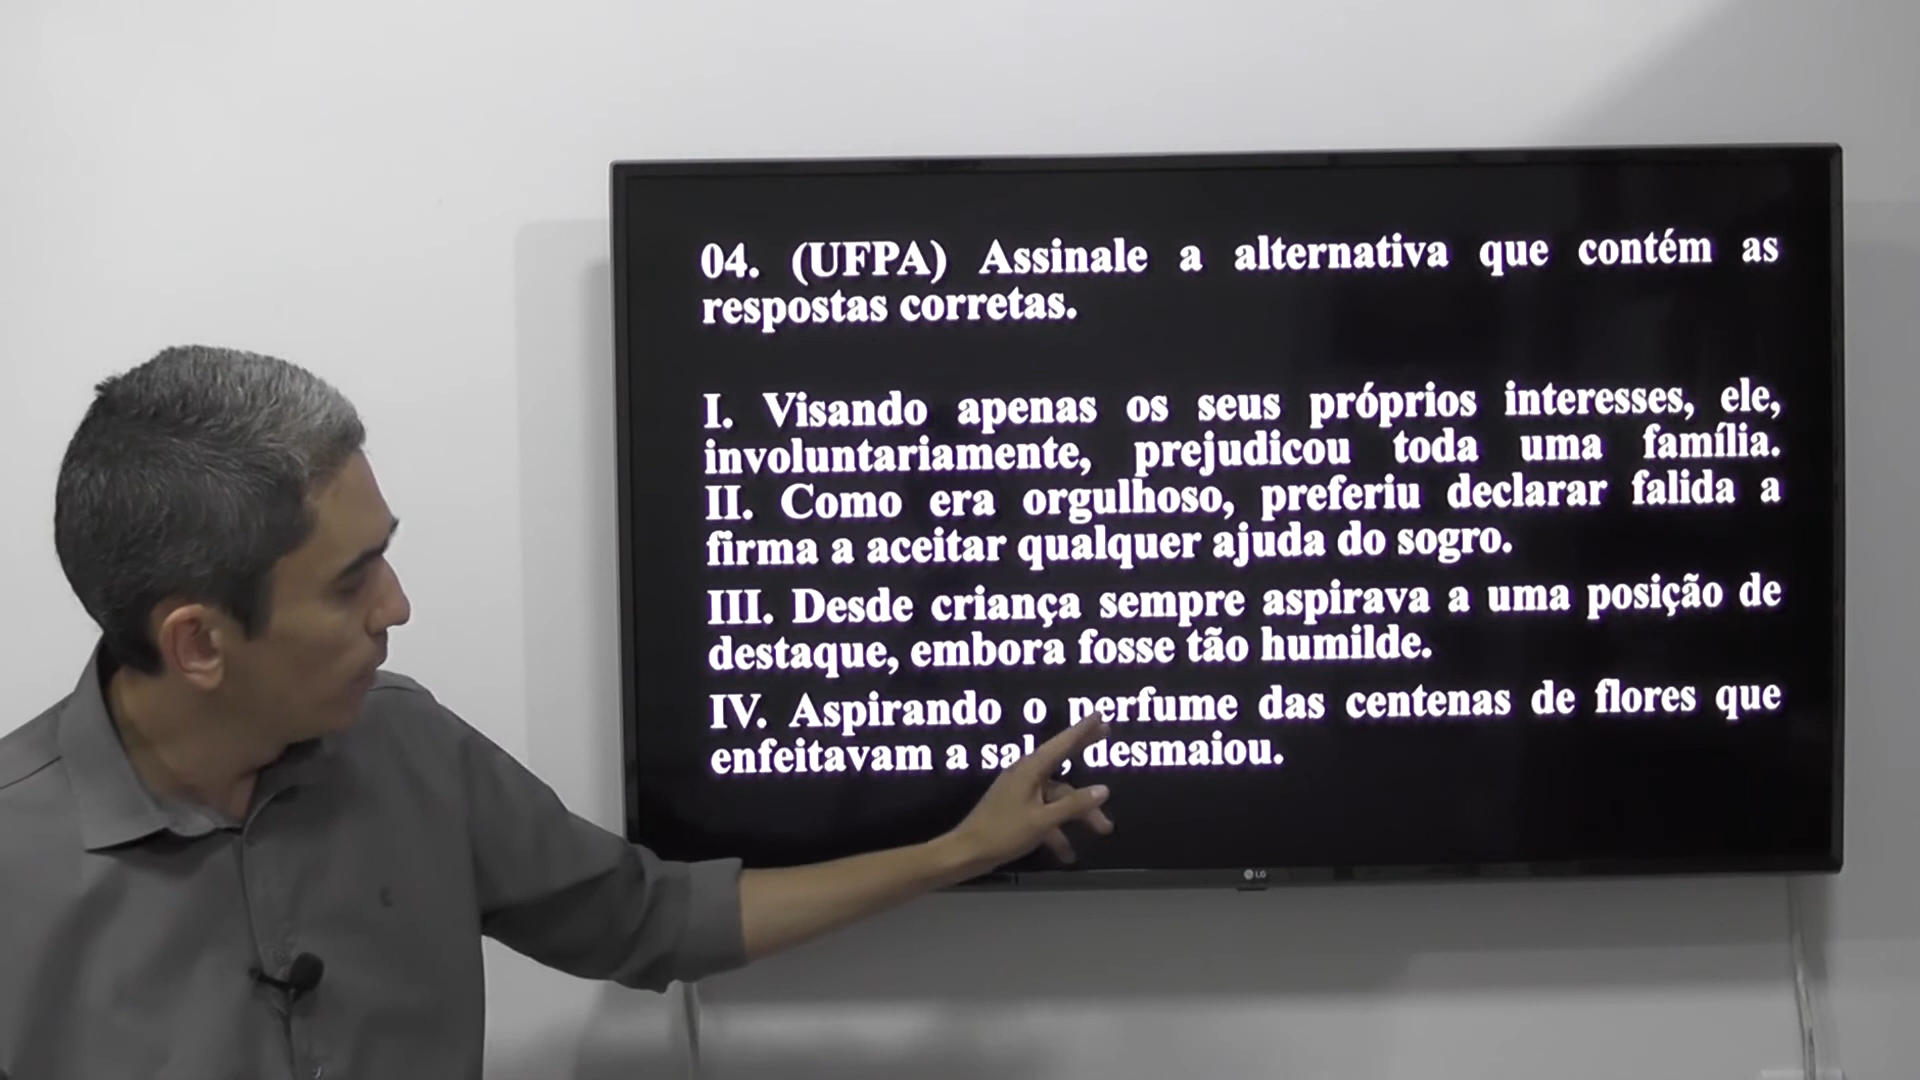 04. (UFPA) Assinale a alternativa que contém as
respostas corretas.
I. Visando apenas os seus próprios interesses, ele,
involuntariamente, prejudicou toda uma família.
II. Como era orgulhoso, preferiu declarar falida a
firma a aceitar qualquer ajuda do sogro.
III. Desde criança sempre aspirava a uma posição de
destaque, embora fosse tão humilde.
IV. Aspirando o perfume das centenas de flores que
enfeitavam a sala, desmaiou.
LG